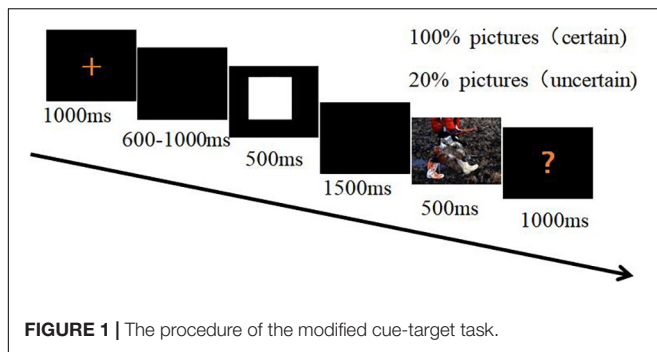 100% pictures（certain)
20% pictures（uncertain)
+
1000ms
600-1000ms
500ms
1500ms
?
500ms
1000ms
FIGURE 1 | The procedure of the modified cue-target task.